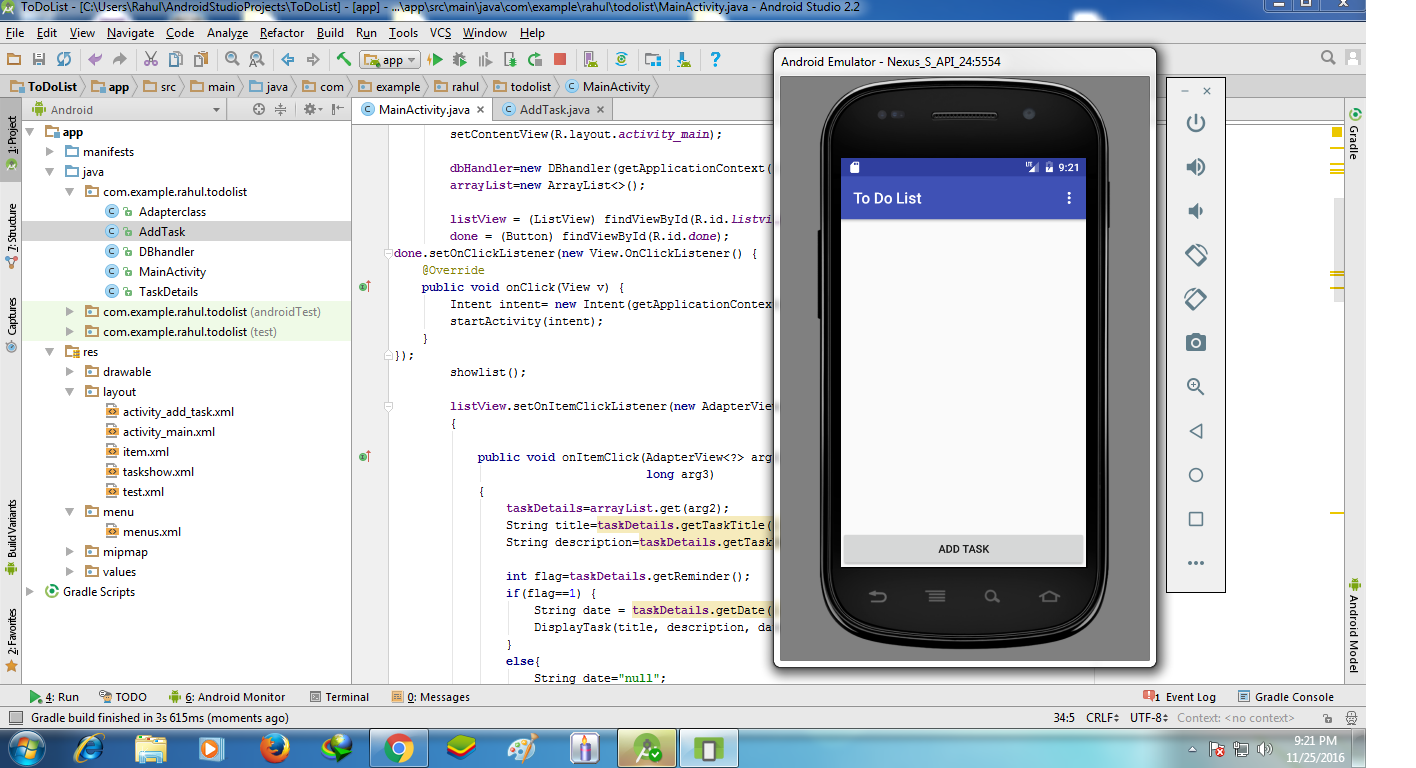 ToDoList - [C:\Users\Rahul\AndroidStudioProjects\ToDoList] - [app] - ...\app\src\main\java\com\example\rahul\todolist\MainActivity.java - Android Studio 2.2
File Edit View Navigate Code Analyze Refactor Build Run Tools VCS Window Help
app
ToDoList app src main java com example rahul todolist MainActivity
Android
MainActivity.java AddTask.java
1: Project
7: Structure
Captures
Build Variants
2: Favorites
app
manifests
java
com.example.rahul.todolist
Adapterclass
AddTask
DBhandler
MainActivity
TaskDetails
com.example.rahul.todolist (androidTest)
com.example.rahul.todolist (test)
res
drawable
layout
activity_add_task.xml
activity_main.xml
item.xml
taskshow.xml
test.xml
menu
menus.xml
mipmap
values
Gradle Scripts
setContentView(R.layout.activity_main);
dbHandler=new DBhandler(getApplicationContext(
arrayList=new ArrayList<>();
listView = (ListView) findViewById(R.id.listvi
done = (Button) findViewById(R.id.done);
done.setOnClickListener(new View.OnClickListener() {
@Override
public void onClick(View v) {
Intent intent= new Intent(getApplicationContex
startActivity(intent);
}
});
showlist();
listView.setOnItemClickListener(new AdapterView
{
public void onItemClick(AdapterView<?> arg
long arg3)
{
taskDetails=arrayList.get(arg2);
String title=taskDetails.getTaskTitle(
String description=taskDetails.getTask
int flag=taskDetails.getReminder();
if(flag==1) {
String date = taskDetails.getDate(
DisplayTask(title, description, da
}
else{
String date="null";
Android Emulator - Nexus_S_API_24:5554
LTE 9:21
To Do List
ADD TASK
Gradle
Android Model
4: Run TODO 6: Android Monitor Terminal 0: Messages 1 Event Log Gradle Console
Gradle build finished in 3s 615ms (moments ago) 34:5 CRLF UTF-8 Context: <no context>
9:21 PM
11/25/2016